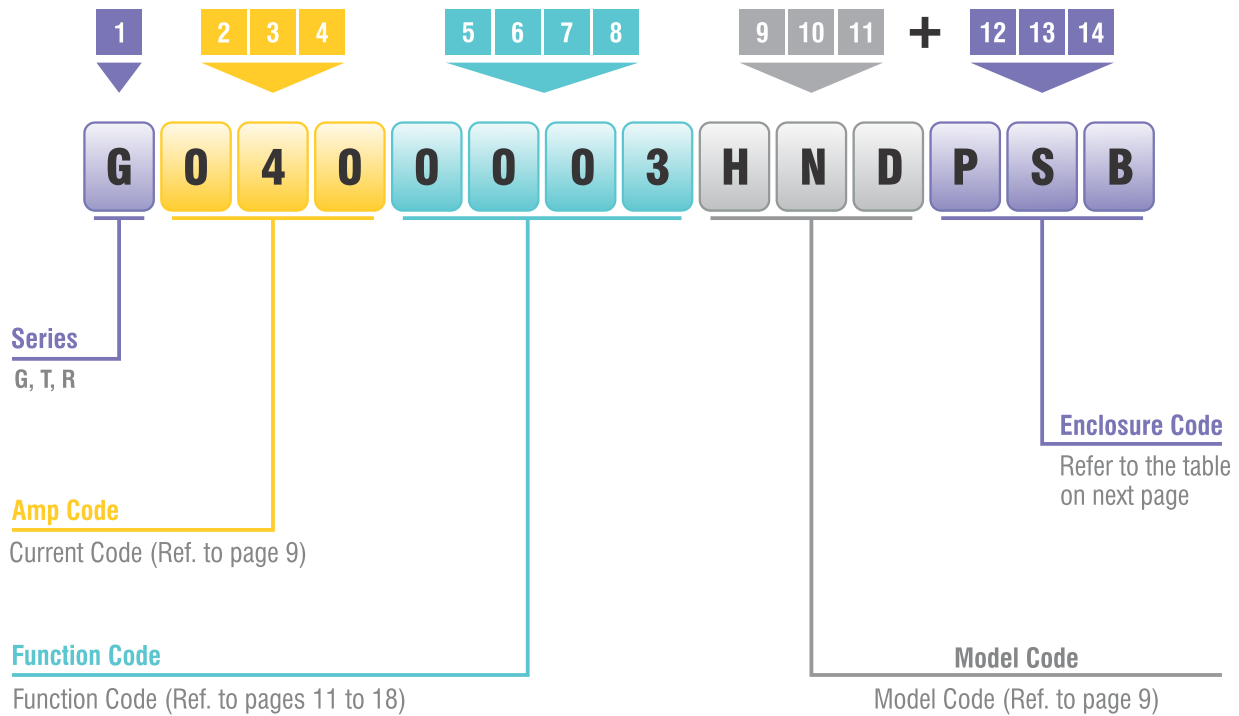 1 2 3 4 5 6 7 8 9 10 11 + 12 13 14
G 0 4 0 0 0 0 3 H N D P S B
Series
G, T, R
Enclosure Code
Refer to the table
on next page
Amp Code
Current Code (Ref. to page 9)
Function Code
Function Code (Ref. to pages 11 to 18)
Model Code
Model Code (Ref. to page 9)